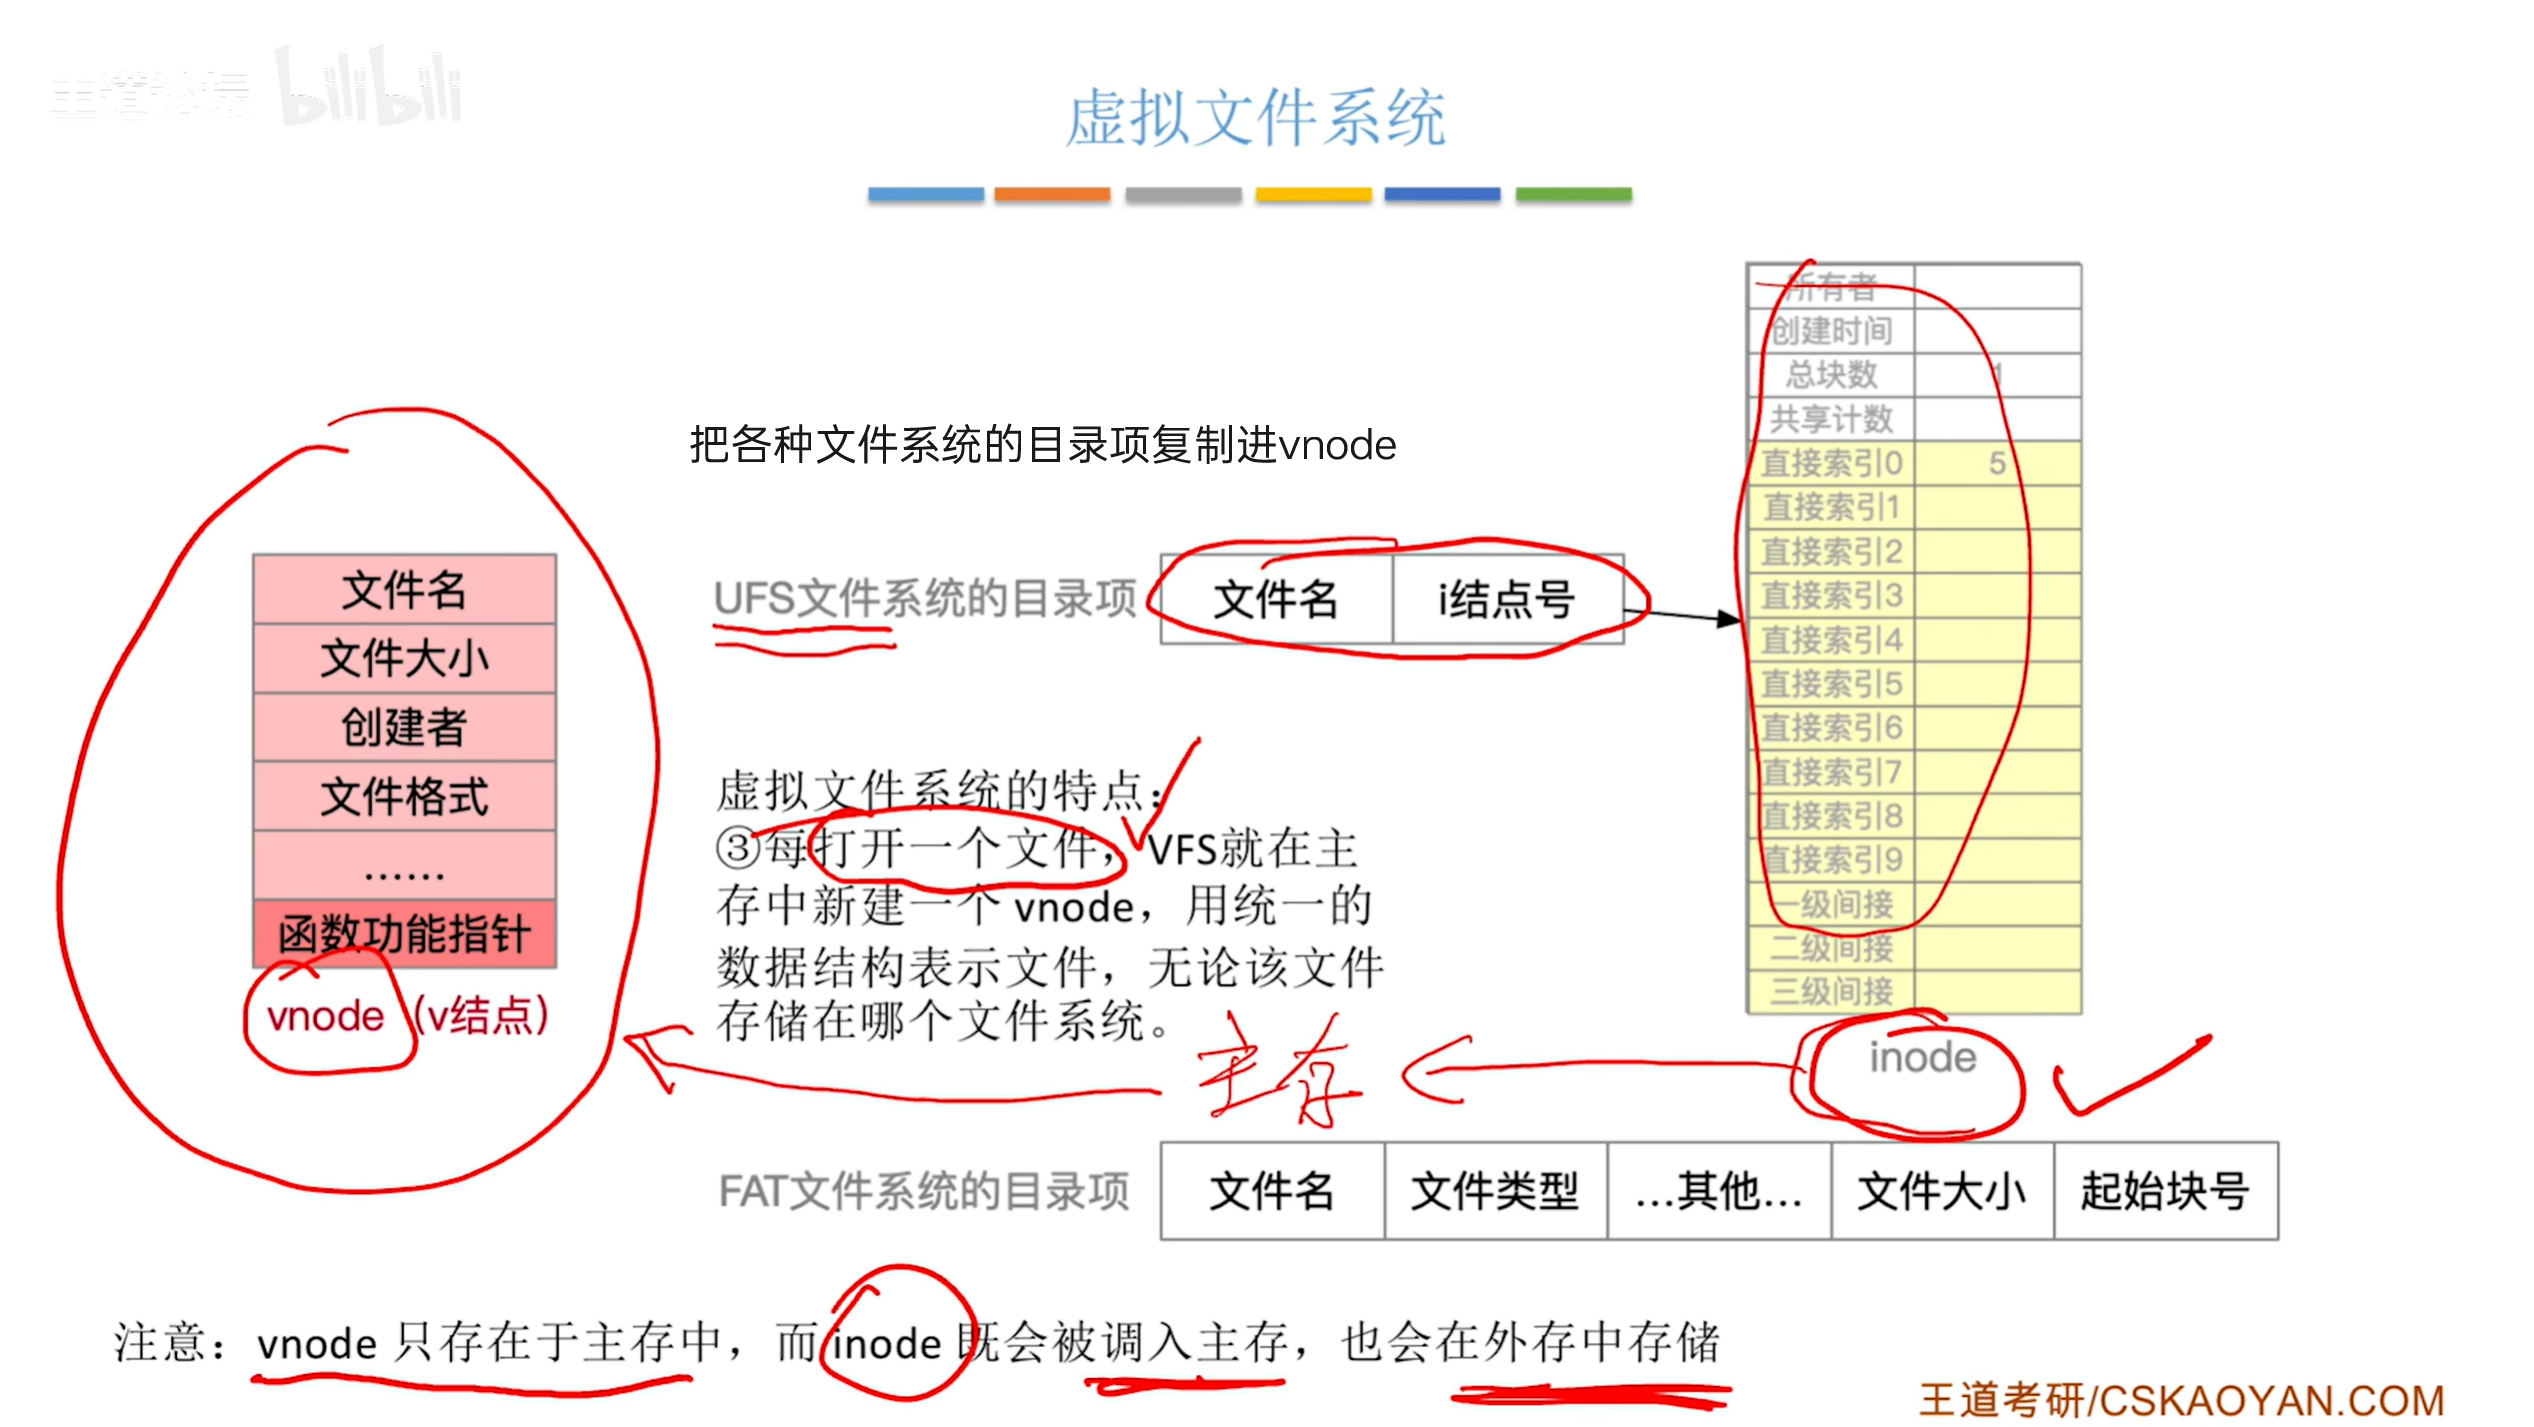 王道论坛 bilibili
虚拟文件系统
把各种文件系统的目录项复制进vnode
文件名
文件大小
创建者
文件格式
……
函数功能指针
vnode（v结点）
UFS文件系统的目录项
文件名 i结点号
所有者
创建时间
总块数 1
共享计数
直接索引0 5
直接索引1
直接索引2
直接索引3
直接索引4
直接索引5
直接索引6
直接索引7
直接索引8
直接索引9
一级间接
二级间接
三级间接
inode
虚拟文件系统的特点：
③每打开一个文件，VFS就在主
存中新建一个 vnode，用统一的
数据结构表示文件，无论该文件
存储在哪个文件系统。
主存
FAT文件系统的目录项
文件名 文件类型 ...其他... 文件大小 起始块号
注意：vnode 只存在于主存中，而 inode 既会被调入主存，也会在外存中存储
王道考研/CSKAOYAN.COM